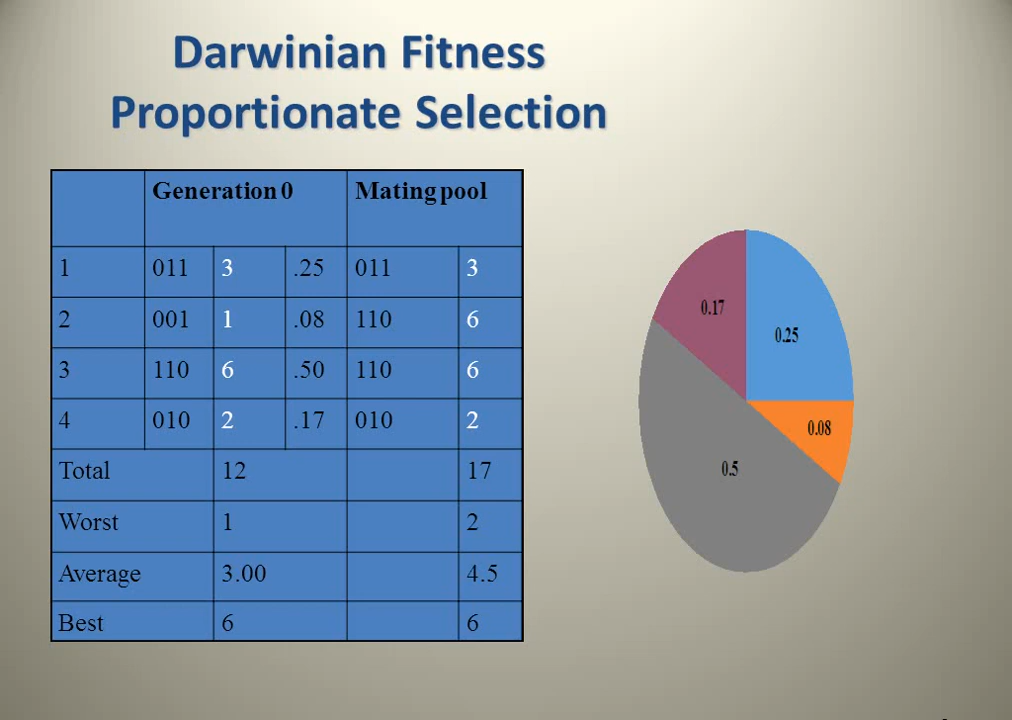 Darwinian Fitness
Proportionate Selection
Generation 0 Mating pool
1 011 3 .25 011 3
2 001 1 .08 110 6
3 110 6 .50 110 6
4 010 2 .17 010 2
Total 12 17
Worst 1 2
Average 3.00 4.5
Best 6 6
0.17
0.25
0.08
0.5